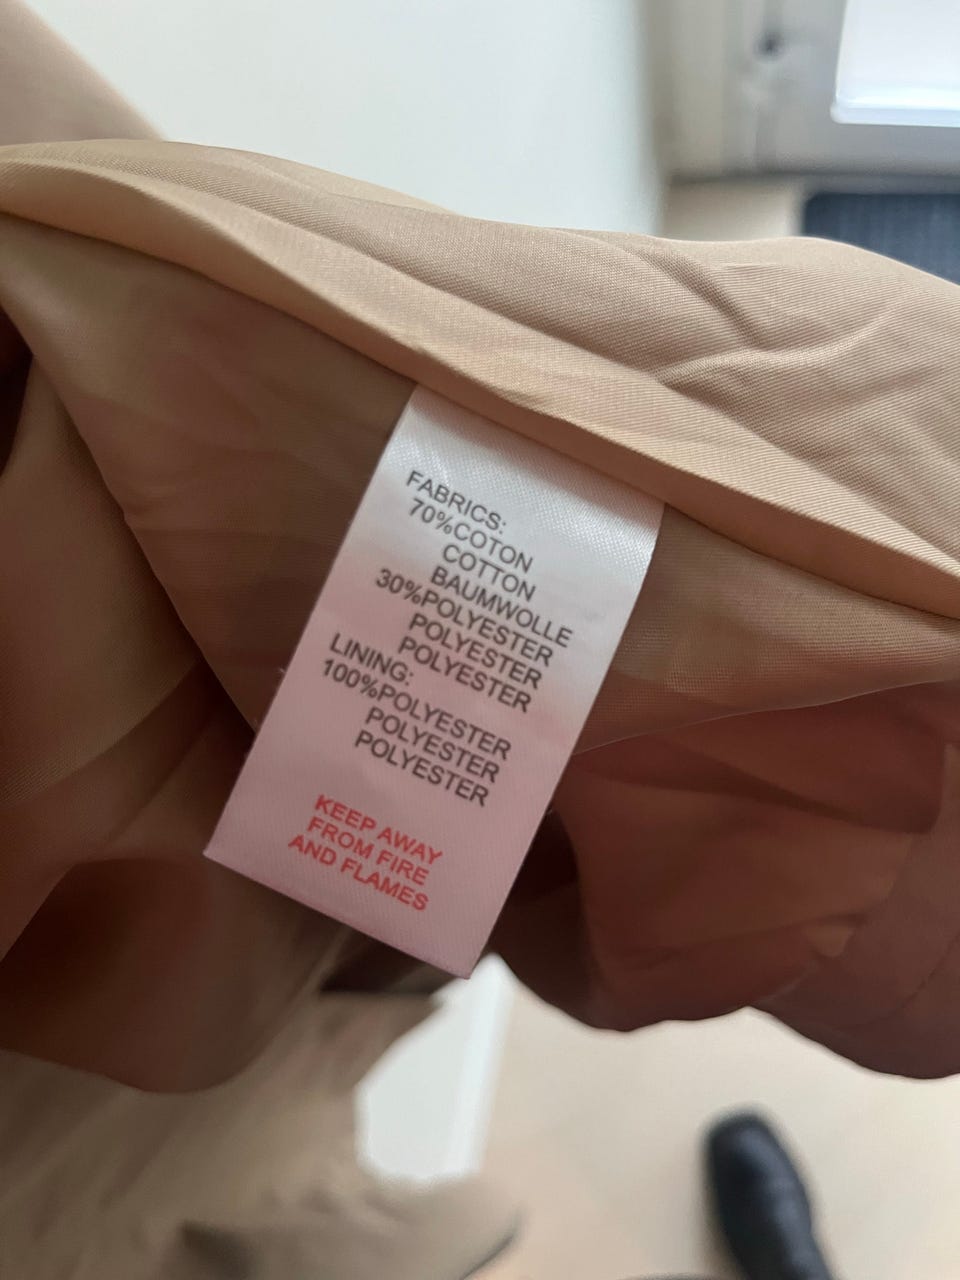 FABRICS:
70%COTON
COTTON
BAUMWOLLE
30%POLYESTER
POLYESTER
POLYESTER
LINING:
100%POLYESTER
POLYESTER
POLYESTER
KEEP AWAY
FROM FIRE
AND FLAMES